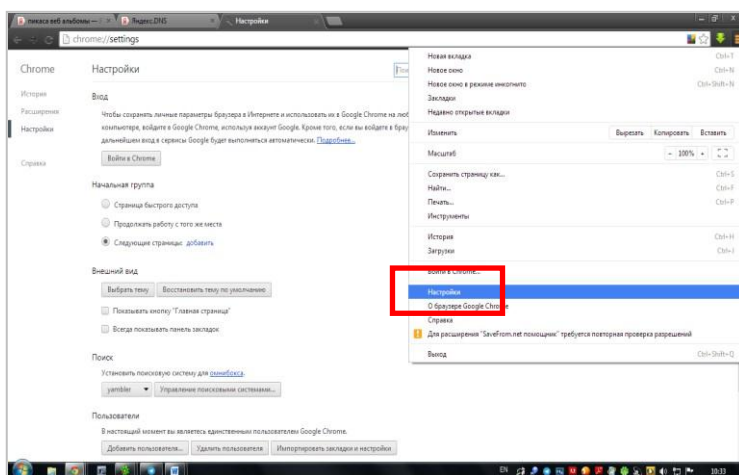 пикаса веб альбомы —
Яндекс.DNS
Настройки
chrome://settings
Chrome
История
Расширения
Настройки
Справка
Настройки
Вход
Чтобы сохранять личные параметры браузера в Интернете и использовать их в Google Chrome на
компьютере, войдите в Google Chrome, используя аккаунт Google. Кроме того, если вы войдете в
дальнейшем вход в сервисы Google будет выполняться автоматически. Подробнее...
Войти в Chrome
Начальная группа
Страница быстрого доступа
Продолжать работу с того же места
Следующие страницы: добавить
Внешний вид
Выбрать тему Восстановить тему по умолчанию
Показывать кнопку "Главная страница"
Всегда показывать панель закладок
Поиск
Установить поисковую систему для омнибокса.
yambler Управление поисковыми системами...
Пользователи
В настоящий момент вы являетесь единственным пользователем Google Chrome.
Добавить пользователя... Удалить пользователя Импортировать закладки и настройки
Новая вкладка Ctrl+T
Новое окно Ctrl+N
Новое окно в режиме инкогнито Ctrl+Shift+N
Закладки
Недавно открытые вкладки
Изменить Вырезать Копировать Вставить
Масштаб - 100% +
Сохранить страницу как... Ctrl+S
Найти... Ctrl+F
Печать... Ctrl+P
Инструменты
История Ctrl+H
Загрузки Ctrl+J
Войти в Chrome...
Настройки
О браузере Google Chrome
Справка
Для расширения "SaveFrom.net помощник" требуется повторная проверка разрешений
Выход Ctrl+Shift+Q
EN 10:33